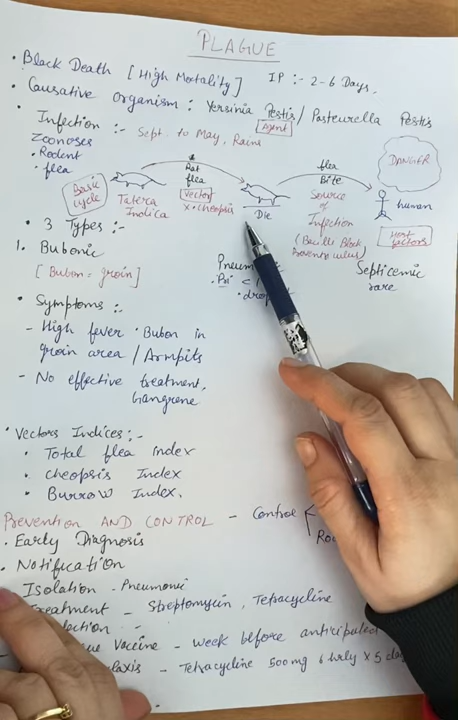 PLAGUE
• Black Death [High Mortality] IP :- 2-6 Days.
• Causative organism : Yersinia Pestis / Pasteurella Pestis
Agent
• Infection :- Sept. to May, Rains
Zoonoses
• Rodent
• flea
Basic cycle
Tatera Indica
Rat flea
Vector
X. Cheopsis
Die
flea Bite
Source of Infection
(Bacilli Block Proventriculus)
DANGER
human
Host factors
• 3 Types :-
1. Bubonic
[Bubon = groin]
Pneum
Septicemic
rare
• Pri <
• drop
• Symptoms :-
- High fever • Bubon in
groin area / Armpits
- No effective treatment,
Gangrene
• Vectors Indices :-
• Total flea index
• Cheopsis Index
• Burrow Index.
Prevention AND CONTROL - Control <
Ro
• Early Diagnosis
• Notification
Isolation - Pneumonic
Treatment - Streptomycin, Tetracycline
Vaccine - week before anticipated
- Tetracycline 500mg 6 hrly x 5 da